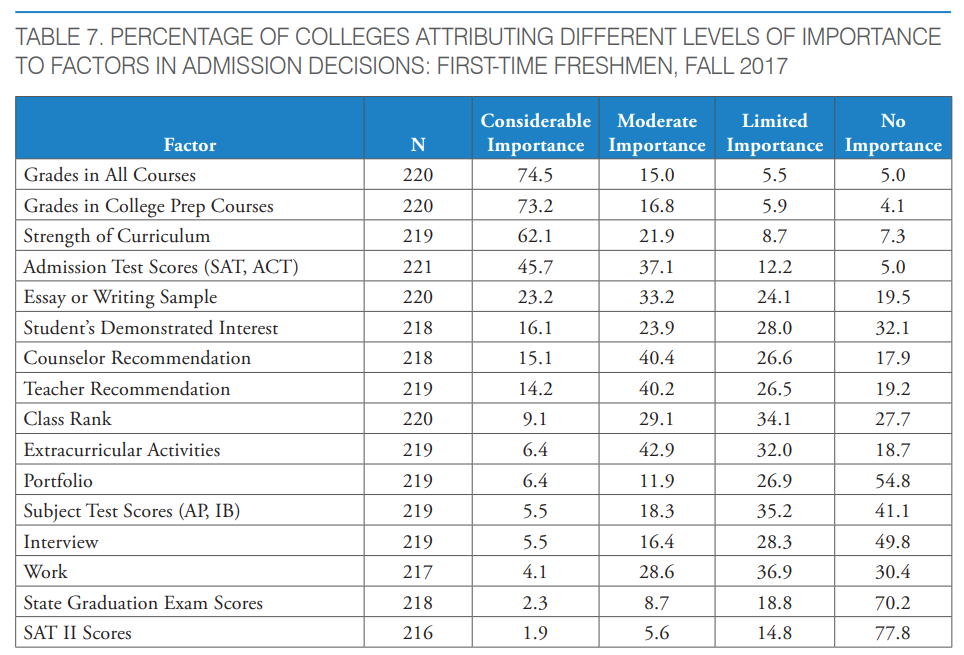 TABLE 7. PERCENTAGE OF COLLEGES ATTRIBUTING DIFFERENT LEVELS OF IMPORTANCE
TO FACTORS IN ADMISSION DECISIONS: FIRST-TIME FRESHMEN, FALL 2017
Factor N Considerable Importance Moderate Importance Limited Importance No Importance
Grades in All Courses 220 74.5 15.0 5.5 5.0
Grades in College Prep Courses 220 73.2 16.8 5.9 4.1
Strength of Curriculum 219 62.1 21.9 8.7 7.3
Admission Test Scores (SAT, ACT) 221 45.7 37.1 12.2 5.0
Essay or Writing Sample 220 23.2 33.2 24.1 19.5
Student's Demonstrated Interest 218 16.1 23.9 28.0 32.1
Counselor Recommendation 218 15.1 40.4 26.6 17.9
Teacher Recommendation 219 14.2 40.2 26.5 19.2
Class Rank 220 9.1 29.1 34.1 27.7
Extracurricular Activities 219 6.4 42.9 32.0 18.7
Portfolio 219 6.4 11.9 26.9 54.8
Subject Test Scores (AP, IB) 219 5.5 18.3 35.2 41.1
Interview 219 5.5 16.4 28.3 49.8
Work 217 4.1 28.6 36.9 30.4
State Graduation Exam Scores 218 2.3 8.7 18.8 70.2
SAT II Scores 216 1.9 5.6 14.8 77.8